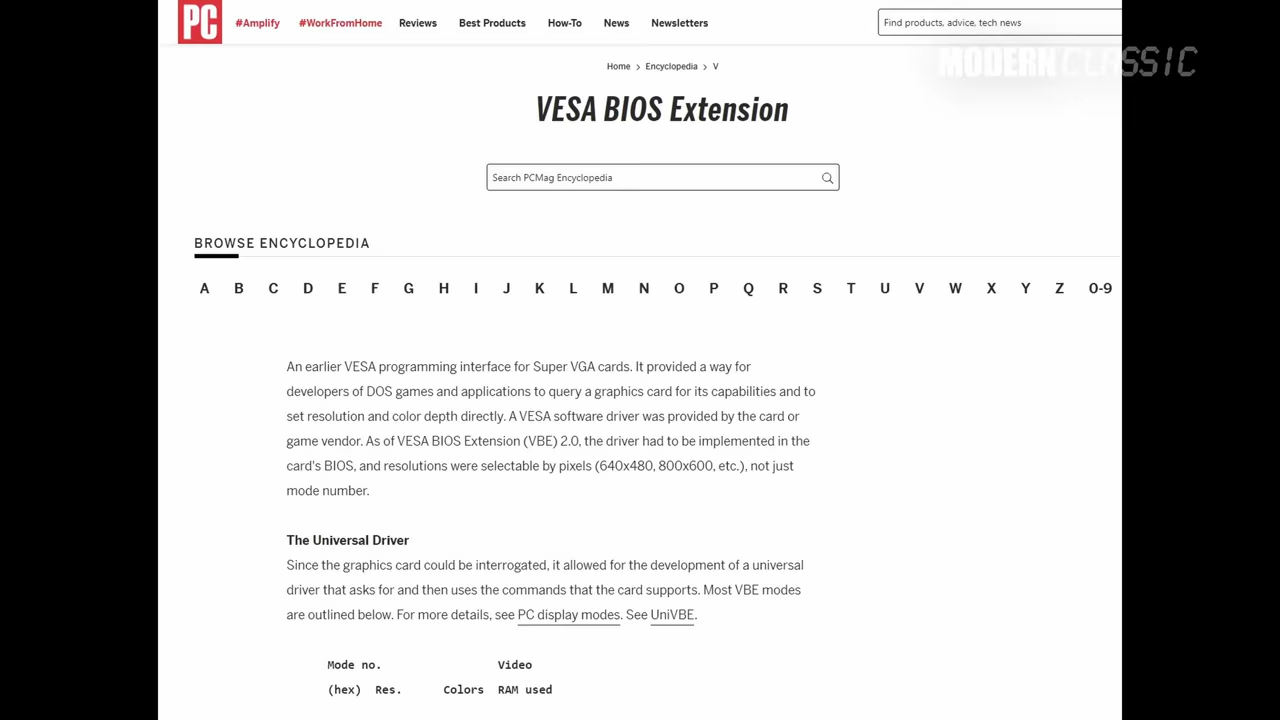 PC
#Amplify #WorkFromHome Reviews Best Products How-To News Newsletters
Find products, advice, tech news
MODERN CLASSIC
Home > Encyclopedia > V
VESA BIOS Extension
Search PCMag Encyclopedia
BROWSE ENCYCLOPEDIA
A B C D E F G H I J K L M N O P Q R S T U V W X Y Z 0-9
An earlier VESA programming interface for Super VGA cards. It provided a way for
developers of DOS games and applications to query a graphics card for its capabilities and to
set resolution and color depth directly. A VESA software driver was provided by the card or
game vendor. As of VESA BIOS Extension (VBE) 2.0, the driver had to be implemented in the
card's BIOS, and resolutions were selectable by pixels (640x480, 800x600, etc.), not just
mode number.
The Universal Driver
Since the graphics card could be interrogated, it allowed for the development of a universal
driver that asks for and then uses the commands that the card supports. Most VBE modes
are outlined below. For more details, see PC display modes. See UniVBE.
Mode no. Video
(hex) Res. Colors RAM used